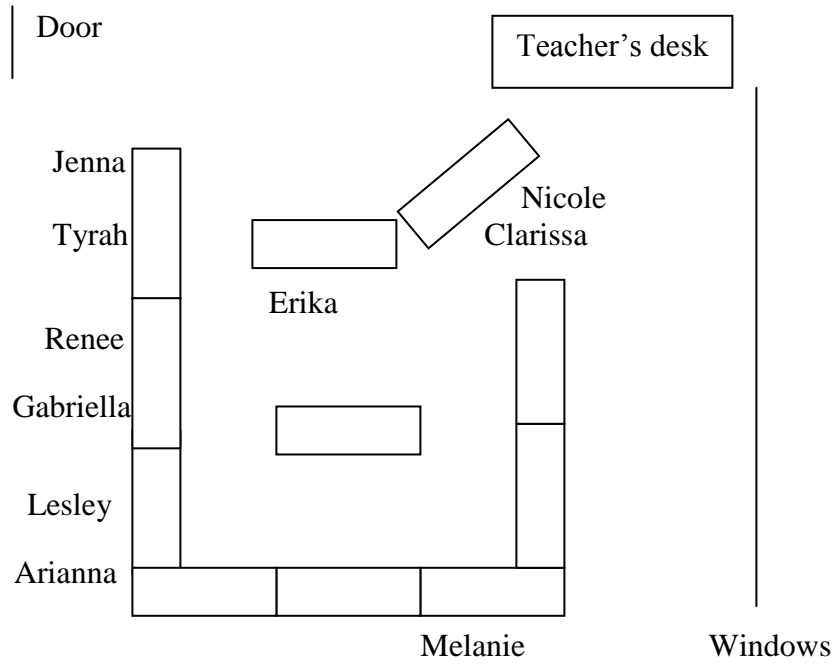 Door
Teacher’s desk
Jenna
Nicole
Tyrah
Clarissa
Erika
Renee
Gabriella
Lesley
Arianna
Melanie
Windows